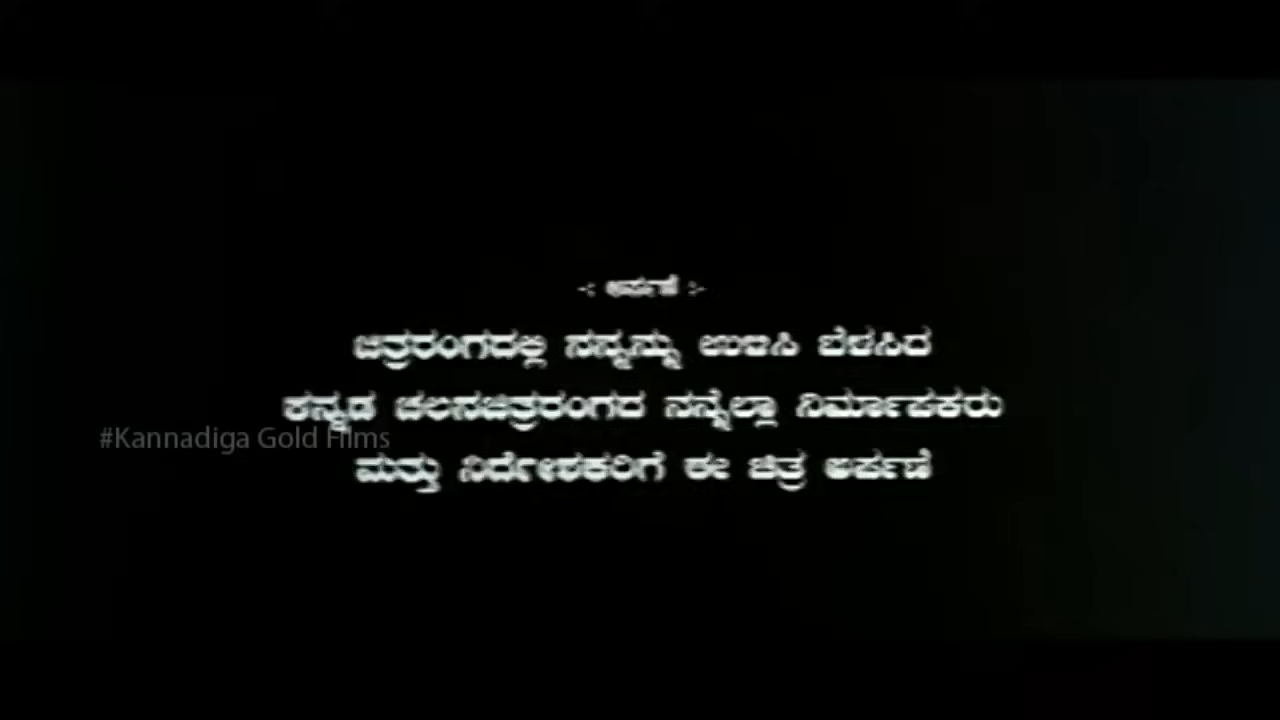 -: ಅರ್ಪಣೆ :-
ಚಿತ್ರರಂಗದಲ್ಲಿ ನನ್ನನ್ನು ಉಳಿಸಿ ಬೆಳಸಿದ
ಕನ್ನಡ ಚಲನಚಿತ್ರರಂಗದ ನನ್ನೆಲ್ಲಾ ನಿರ್ಮಾಪಕರು
#Kannadiga Gold Films
ಮತ್ತು ನಿರ್ದೇಶಕರಿಗೆ ಈ ಚಿತ್ರ ಅರ್ಪಣೆ